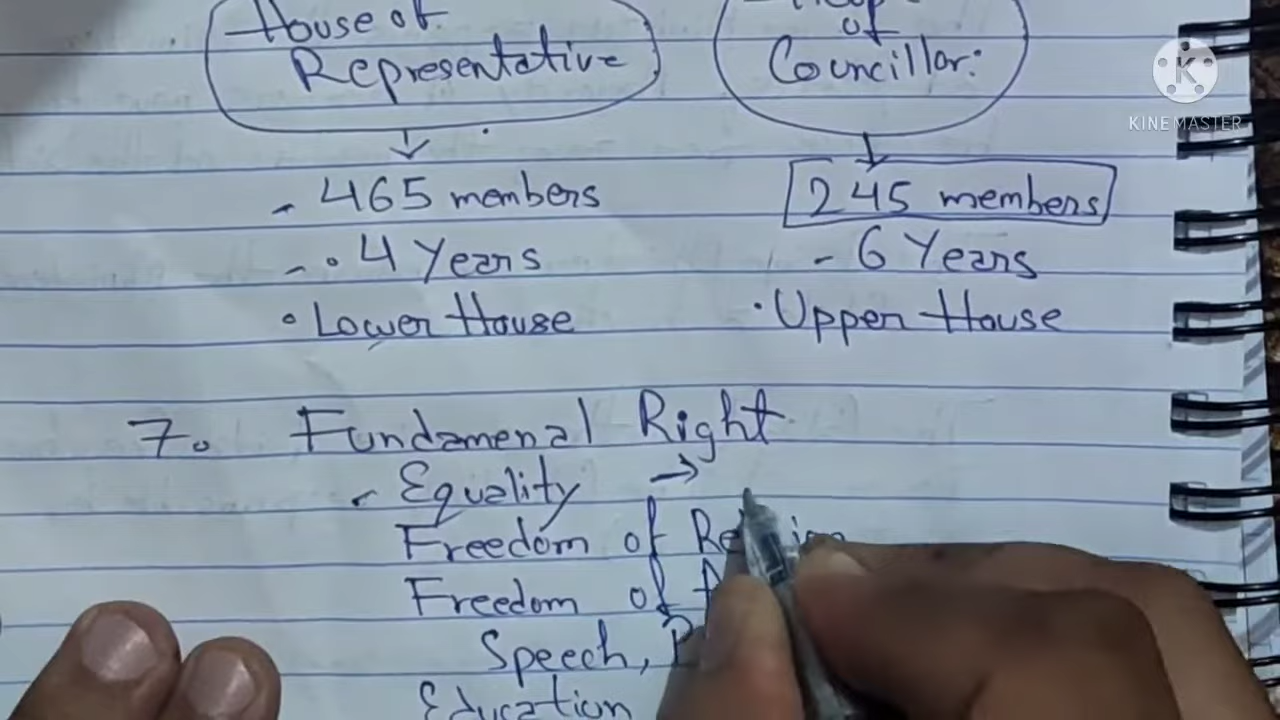 House of
of
Representative
Councillor:
- 465 members
245 members
- • 4 Years
- 6 Years
• Lower House
• Upper House
7. Fundamenal Right
- Equality →
Freedom of
Freedom of
Speech,
Education
KINEMASTER